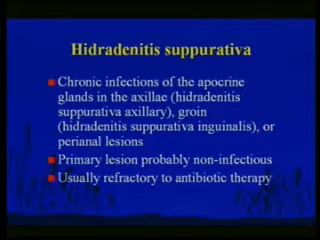 Hidradenitis suppurativa
Chronic infections of the apocrine
glands in the axillae (hidradenitis
suppurativa axillary), groin
(hidradenitis suppurativa inguinalis), or
perianal lesions
Primary lesion probably non-infectious
Usually refractory to antibiotic therapy